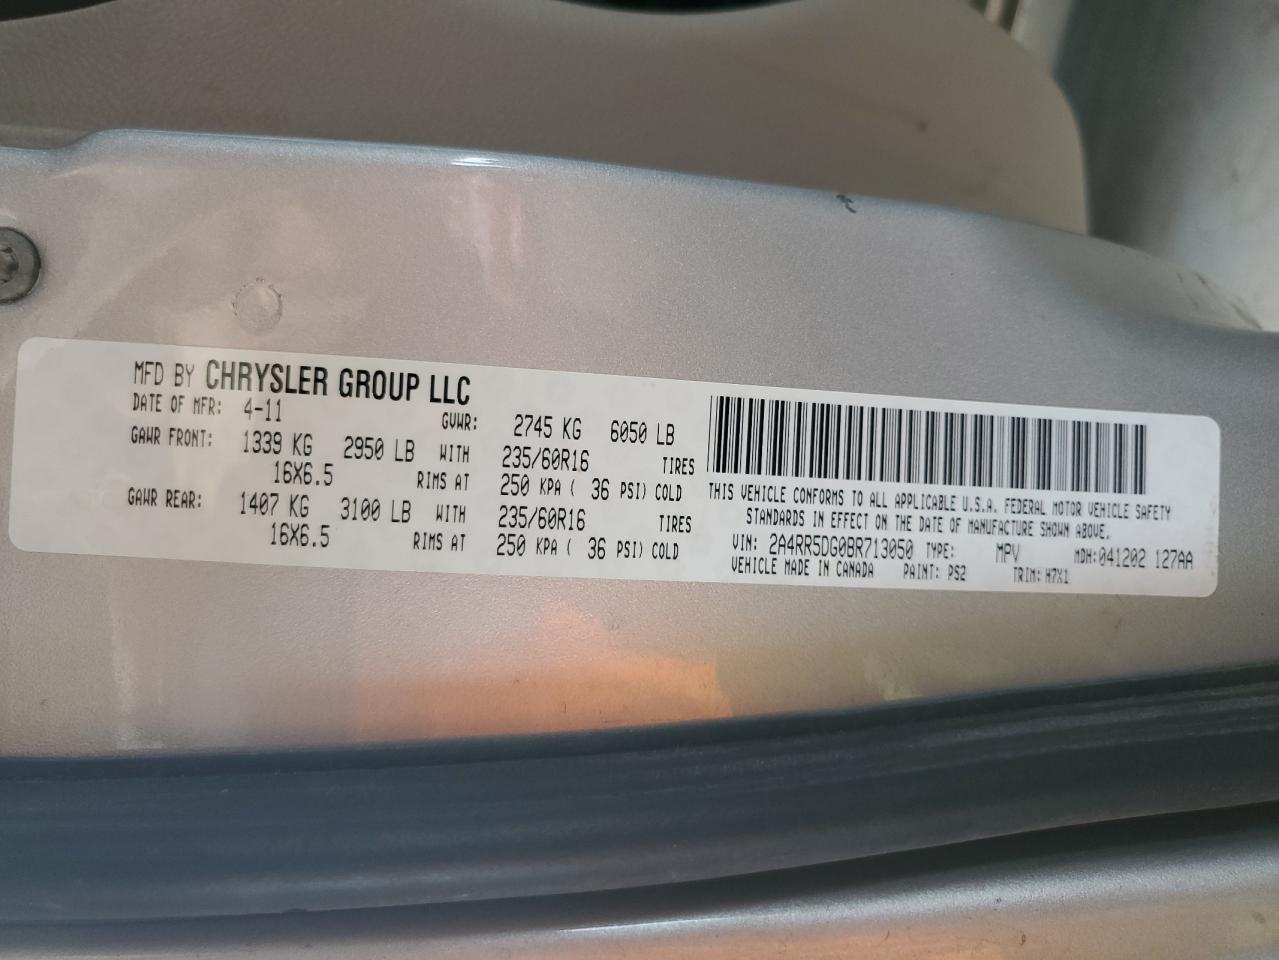 MFD BY CHRYSLER GROUP LLC
DATE OF MFR: 4-11 GVWR: 2745 KG 6050 LB
GAWR FRONT: 1339 KG 2950 LB WITH 235/60R16 TIRES
16X6.5 RIMS AT 250 KPA ( 36 PSI) COLD
GAWR REAR: 1407 KG 3100 LB WITH 235/60R16 TIRES
16X6.5 RIMS AT 250 KPA ( 36 PSI) COLD
THIS VEHICLE CONFORMS TO ALL APPLICABLE U.S.A. FEDERAL MOTOR VEHICLE SAFETY
STANDARDS IN EFFECT ON THE DATE OF MANUFACTURE SHOWN ABOVE.
VIN: 2A4RR5DG0BR713050 TYPE: MPV MDH:041202 127AA
VEHICLE MADE IN CANADA PAINT: PS2 TRIM: H7X1